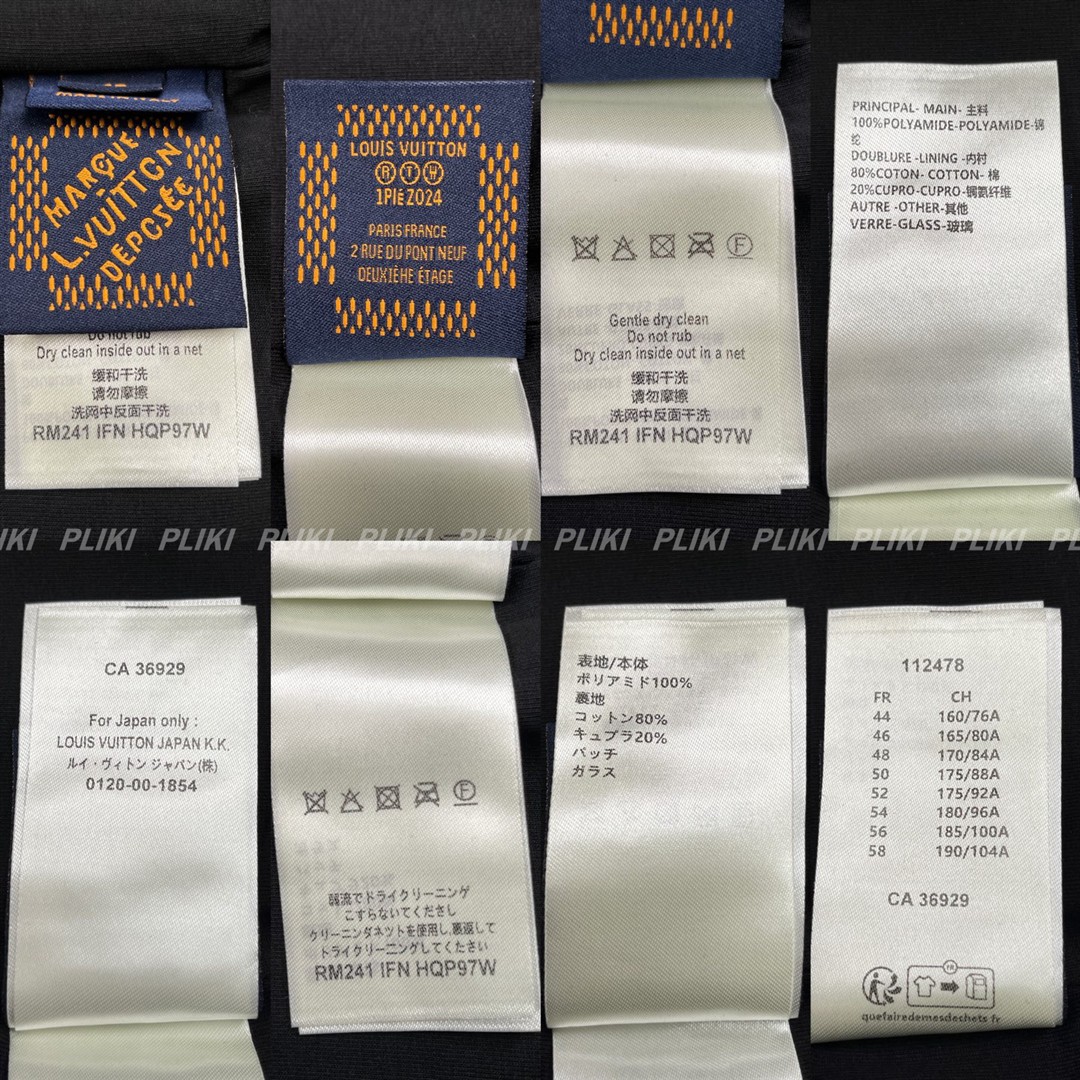 MADE IN ITALY
MARQUE
L.VUITTON
DEPOSÉE
Do not rub
Dry clean inside out in a net
缓和干洗
请勿摩擦
洗网中反面干洗
RM241 IFN HQP97W
LOUIS VUITTON
R T W
1PIÉ2024
PARIS FRANCE
2 RUE DU PONT NEUF
DEUXIÈME ÉTAGE
F
Gentle dry clean
Do not rub
Dry clean inside out in a net
缓和干洗
请勿摩擦
洗网中反面干洗
RM241 IFN HQP97W
PRINCIPAL- MAIN- 主料
100%POLYAMIDE-POLYAMIDE-锦
纶
DOUBLURE -LINING -内衬
80%COTON- COTTON- 棉
20%CUPRO-CUPRO-铜氨纤维
AUTRE -OTHER-其他
VERRE-GLASS-玻璃
IKI PLIKI PLIKI PLIKI PLIKI PLIKI PLIKI PLIKI PLIKI PLIKI PLIKI PL
CA 36929
For Japan only :
LOUIS VUITTON JAPAN K.K.
ルイ・ヴィトン ジャパン(株)
0120-00-1854
F
弱流でドライクリーニング
こすらないてくださし
クリーニンダネットを使用し,裏返して
トライクリーニングしてください
RM241 IFN HQP97W
表地/本体
ポリアミド100%
裏地
コットン80%
キュプラ20%
パッチ
ガラス
112478
FR CH
44 160/76A
46 165/80A
48 170/84A
50 175/88A
52 175/92A
54 180/96A
56 185/100A
58 190/104A
CA 36929
FR
quefairedemesdechets.fr